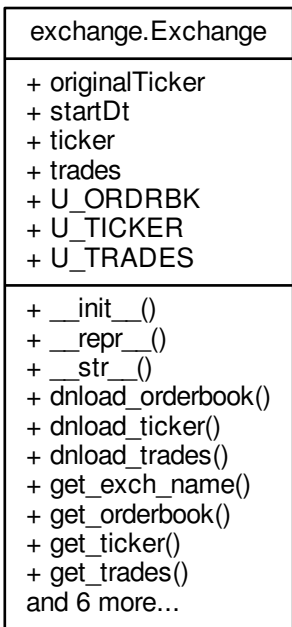 exchange.Exchange
+ originalTicker
+ startDt
+ ticker
+ trades
+ U_ORDRBK
+ U_TICKER
+ U_TRADES
+ __init__()
+ __repr__()
+ __str__()
+ dnload_orderbook()
+ dnload_ticker()
+ dnload_trades()
+ get_exch_name()
+ get_orderbook()
+ get_ticker()
+ get_trades()
and 6 more...